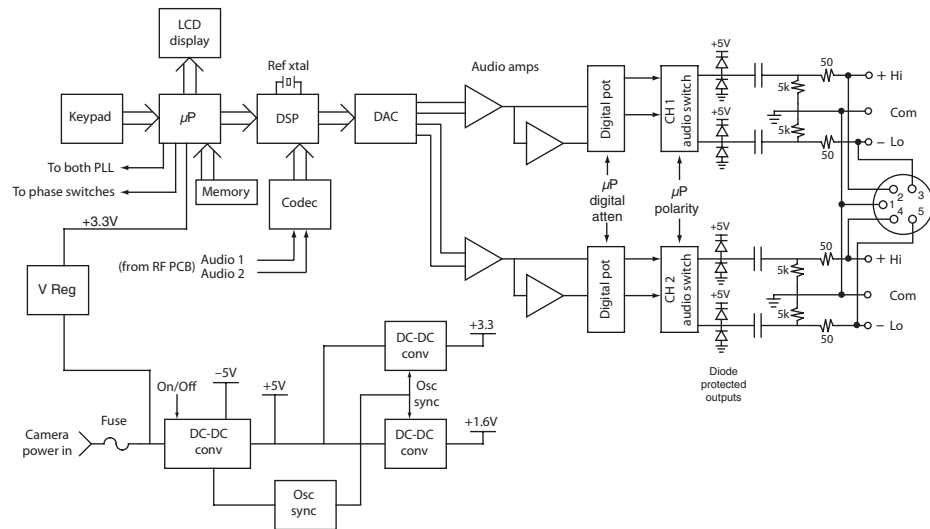 LCD
display
Ref xtal
Audio amps
Keypad
µP
DSP
DAC
Digital pot
CH 1
audio switch
+5V
+5V
5k
5k
50
50
+ Hi
Com
− Lo
To both PLL
To phase switches
Memory
Codec
+3.3V
(from RF PCB)
Audio 1
Audio 2
V Reg
µP
digital
atten
µP
polarity
2
3
1
4
5
Digital pot
CH 2
audio switch
+5V
+5V
5k
5k
50
50
+ Hi
Com
− Lo
Diode
protected
outputs
DC-DC
conv
+3.3
Osc
sync
On/Off
−5V
+5V
Fuse
Camera
power in
DC-DC
conv
DC-DC
conv
+1.6V
Osc
sync